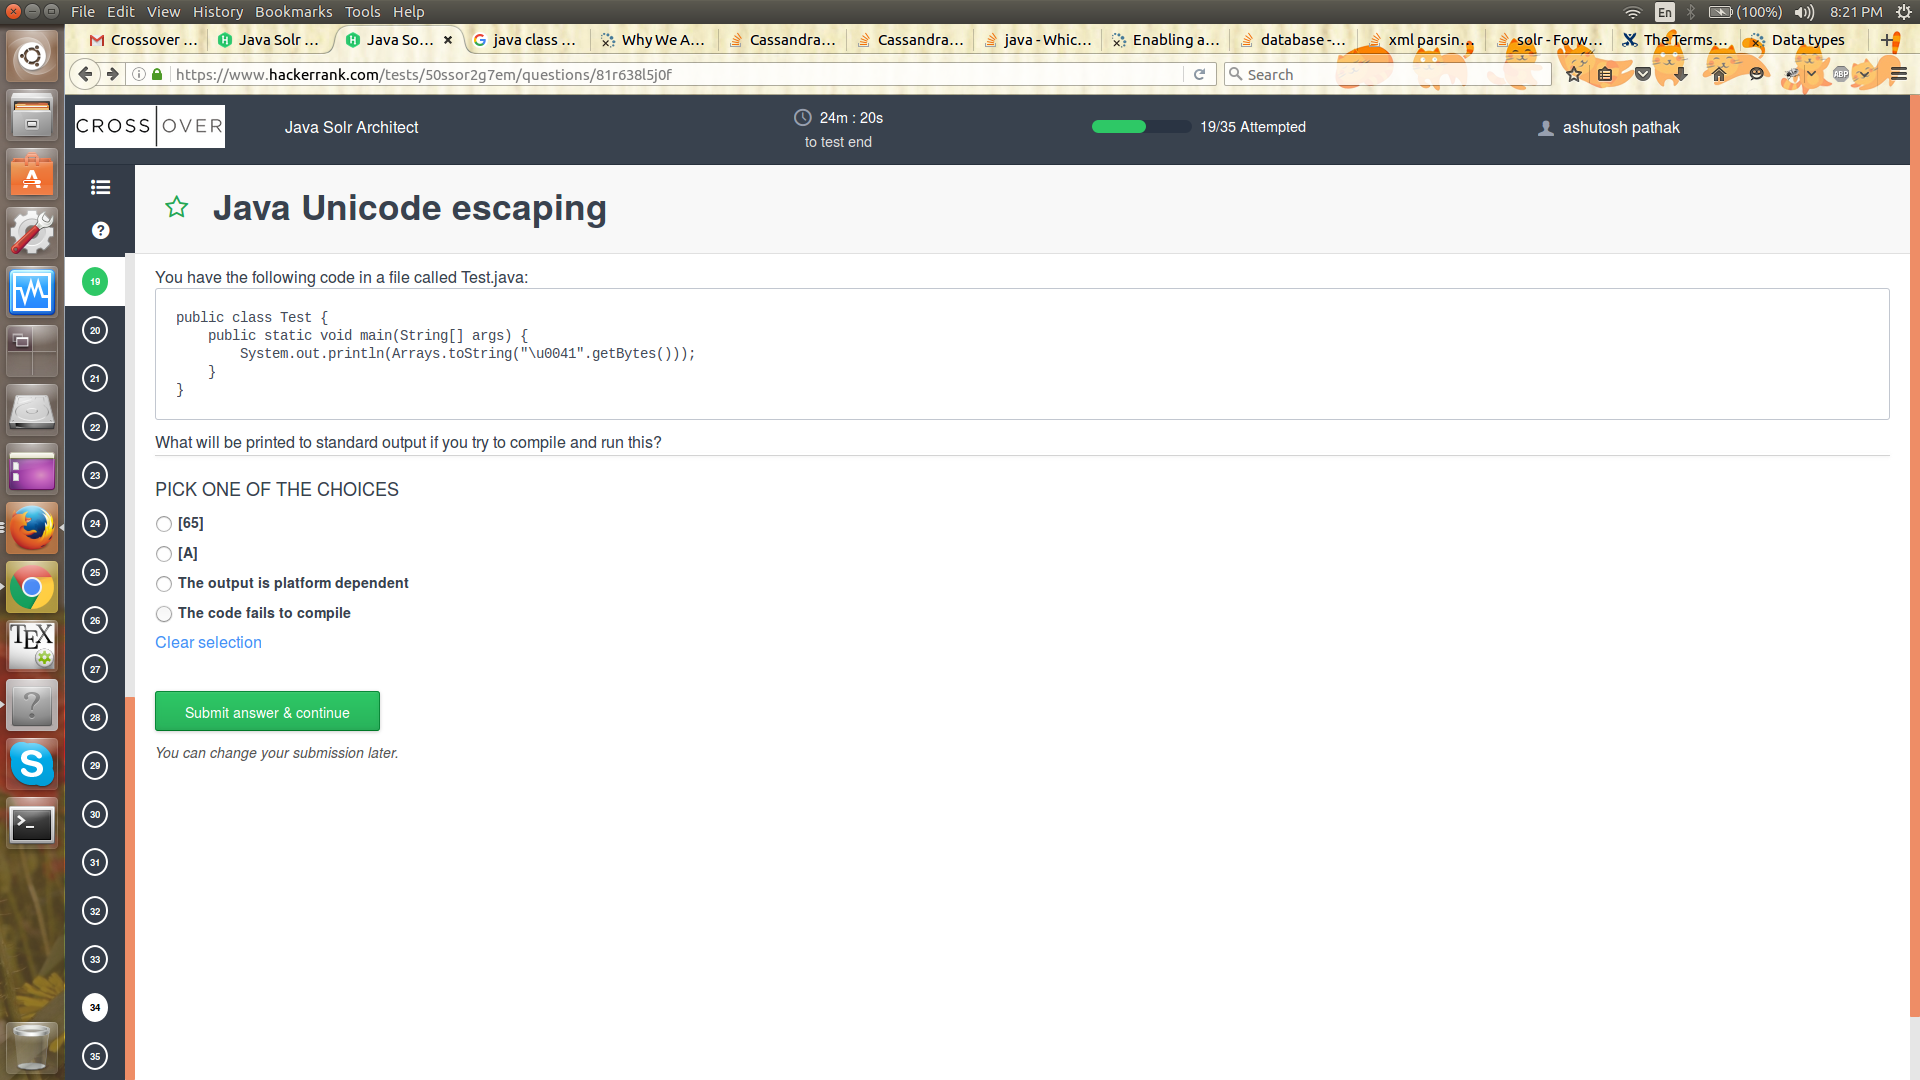 File Edit View History Bookmarks Tools Help
En (100%) 8:21 PM
Crossover ... Java Solr ... Java So... × java class ... Why We A... Cassandra... Cassandra... java - Whic... Enabling a... database -... xml parsin... solr - Forw... The Terms... Data types
https://www.hackerrank.com/tests/50ssor2g7em/questions/81r638l5j0f
Search
ABP
CROSS OVER
Java Solr Architect
24m : 20s
to test end
19/35 Attempted
ashutosh pathak
Java Unicode escaping
You have the following code in a file called Test.java:
public class Test {
public static void main(String[] args) {
System.out.println(Arrays.toString("\u0041".getBytes()));
}
}
What will be printed to standard output if you try to compile and run this?
PICK ONE OF THE CHOICES
[65]
[A]
The output is platform dependent
The code fails to compile
Clear selection
Submit answer & continue
You can change your submission later.
19
20
21
22
23
24
25
26
27
28
29
30
31
32
33
34
35
TEX